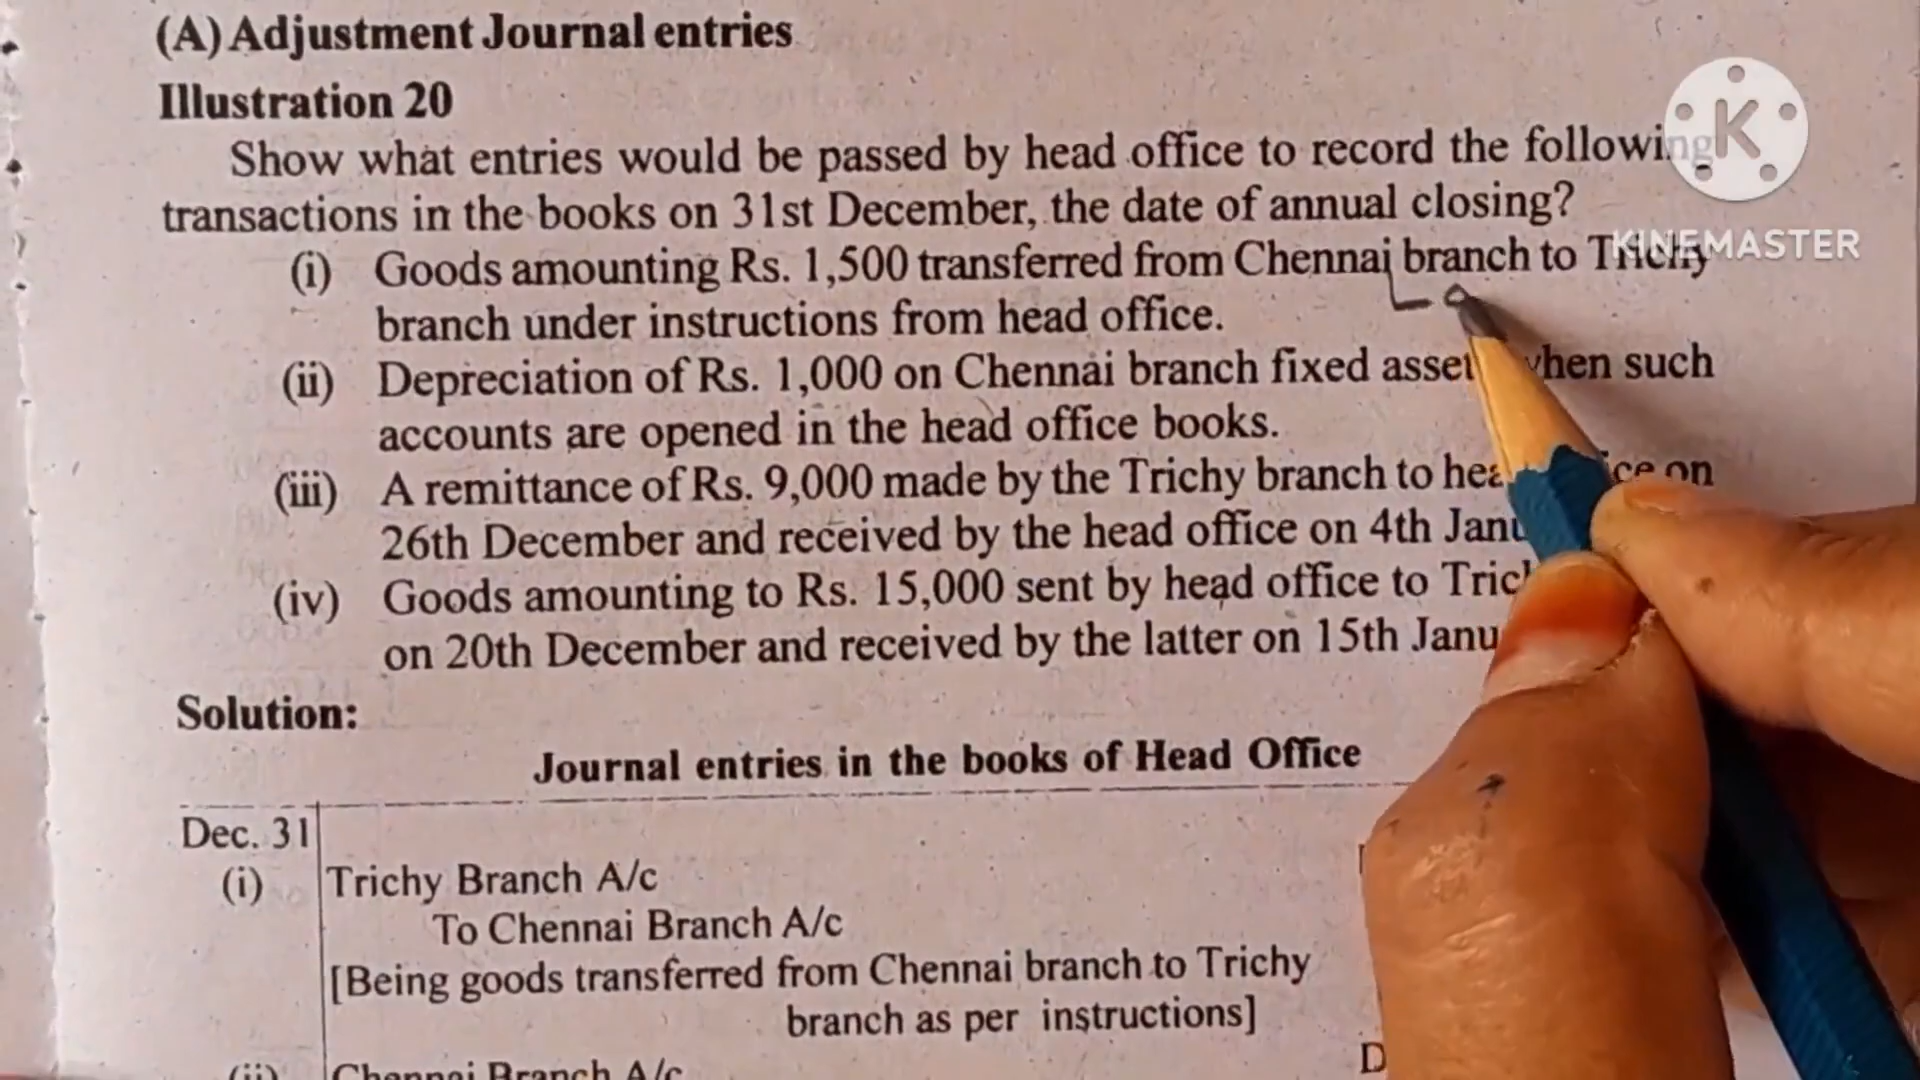 (A) Adjustment Journal entries
Illustration 20
Show what entries would be passed by head office to record the following
transactions in the books on 31st December, the date of annual closing?
(i) Goods amounting Rs. 1,500 transferred from Chennai branch to Trichy
branch under instructions from head office.
(ii) Depreciation of Rs. 1,000 on Chennai branch fixed when such
accounts are opened in the head office books.
(iii) A remittance of Rs. 9,000 made by the Trichy branch to on
26th December and received by the head office on 4th
(iv) Goods amounting to Rs. 15,000 sent by head office to
on 20th December and received by the latter on 15th
Solution:
Journal entries in the books of Head Office
Dec. 31
(i) Trichy Branch A/c
To Chennai Branch A/c
[Being goods transferred from Chennai branch to Trichy
branch as per instructions]
(ii) Chennai Branch A/c D
K
KINEMASTER